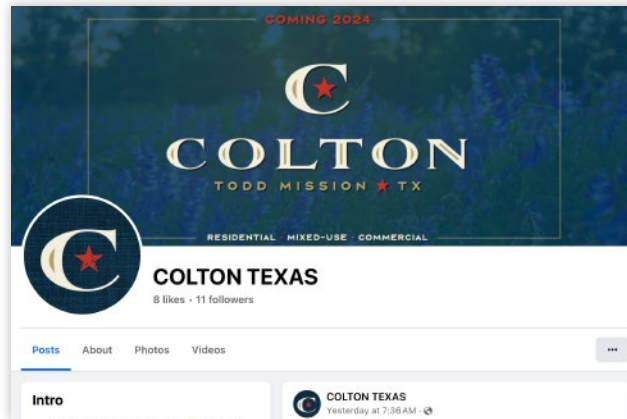 COMING 2024
C
COLTON
TODD MISSION ★ TX
RESIDENTIAL · MIXED-USE · COMMERCIAL
C
COLTON TEXAS
8 likes • 11 followers
Posts About Photos Videos
...
Intro
COLTON TEXAS
Yesterday at 7:36 AM ·